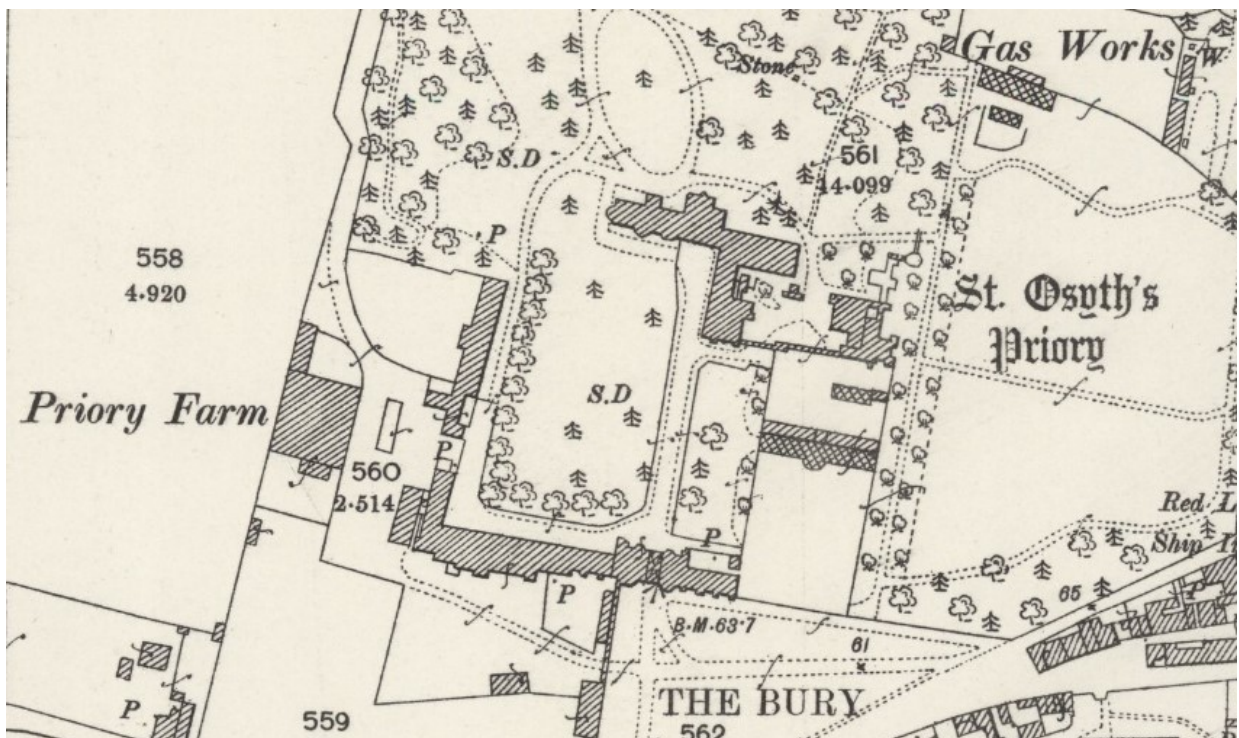 Gas Works
W
Stone
S.D
561
14·099
P
558
4·920
St. Osyth's
Priory
Priory Farm
S.D
P
560
2·514
Red L
Ship I
P
P
65
P
B.M.63·7
61
P
THE BURY
559
562